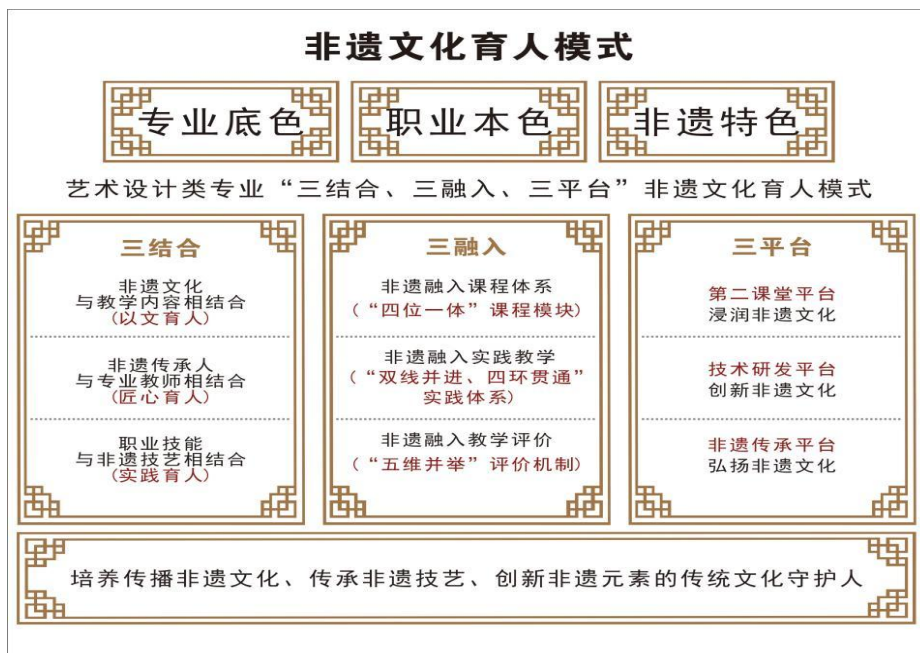 非遗文化育人模式
专业底色
职业本色
非遗特色
艺术设计类专业“三结合、三融入、三平台”非遗文化育人模式
三结合
非遗文化
与教学内容相结合
(以文育人)
非遗传承人
与专业教师相结合
(匠心育人)
职业技能
与非遗技艺相结合
(实践育人)
三融入
非遗融入课程体系
(“四位一体”课程模块)
非遗融入实践教学
(“双线并进、四环贯通”
实践体系)
非遗融入教学评价
(“五维并举”评价机制)
三平台
第二课堂平台
浸润非遗文化
技术研发平台
创新非遗文化
非遗传承平台
弘扬非遗文化
培养传播非遗文化、传承非遗技艺、创新非遗元素的传统文化守护人